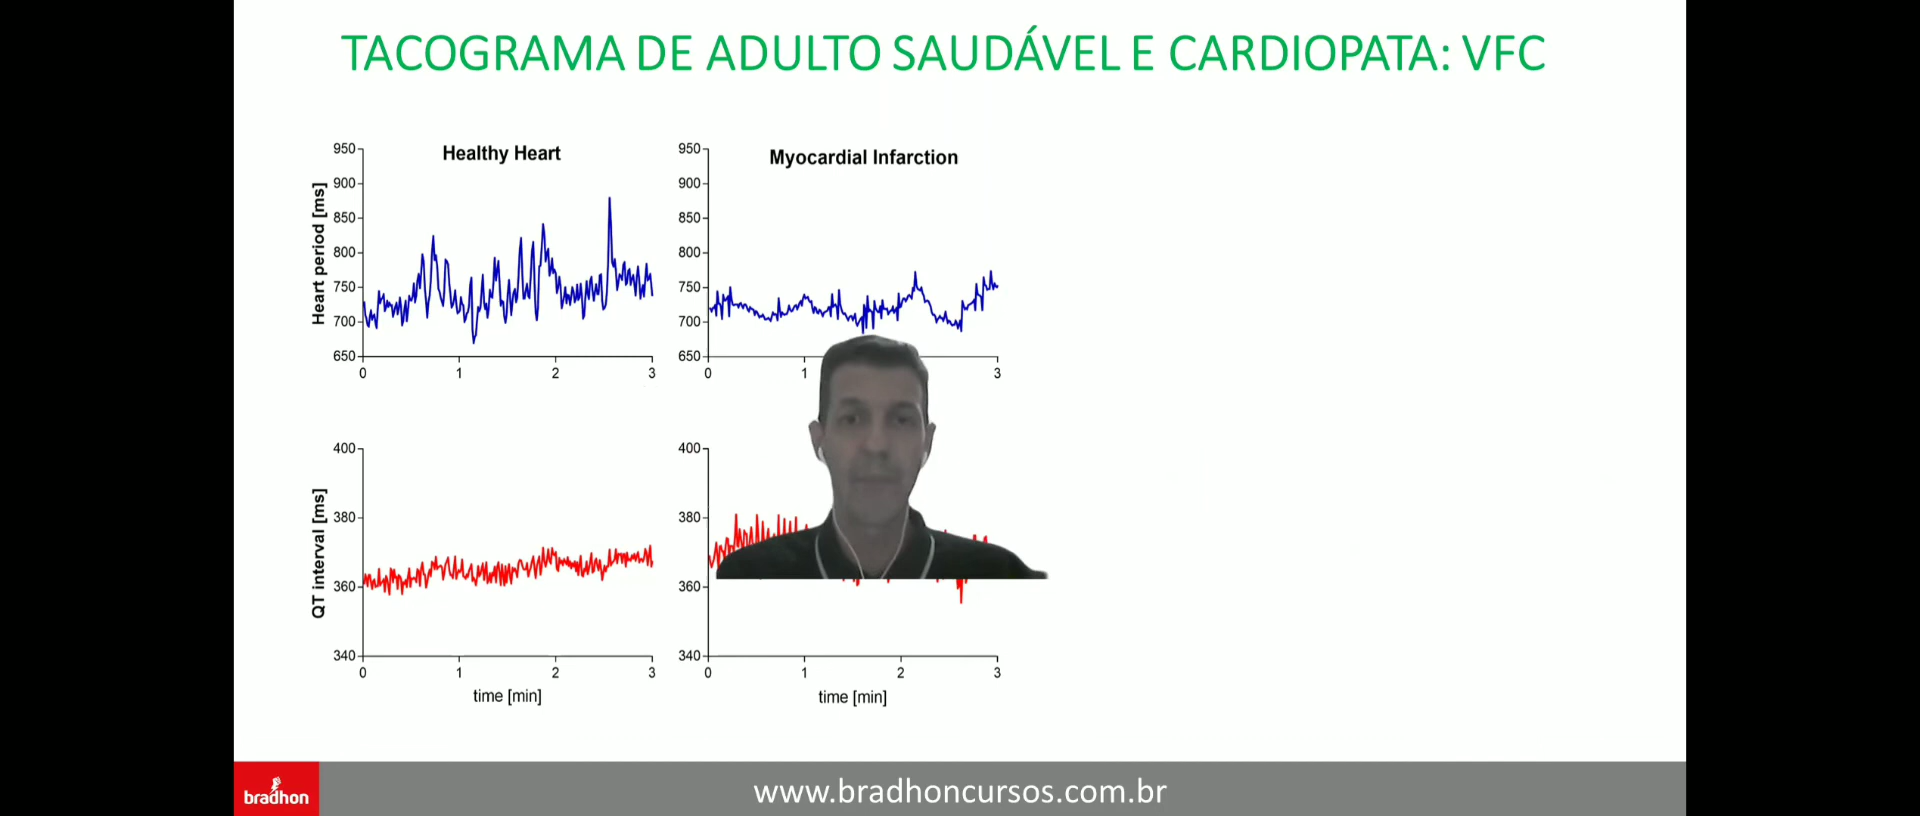 TACOGRAMA DE ADULTO SAUDÁVEL E CARDIOPATA: VFC
Healthy Heart
Heart period [ms]
950
900
850
800
750
700
650
0 1 2 3
Myocardial Infarction
950
900
850
800
750
700
650
0 1 3
QT interval [ms]
400
380
360
340
0 1 2 3
time [min]
400
380
360
340
0 1 2 3
time [min]
bradhon
www.bradhoncursos.com.br